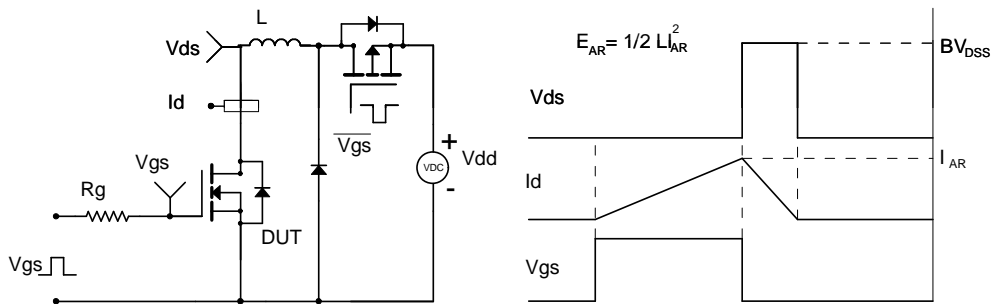 L
E_AR = 1/2 LI_AR^2
Vds
BV_DSS
Id
Vds
Vgs
+
Vgs
VDC
Vdd
I_AR
-
Rg
Id
DUT
Vgs
Vgs